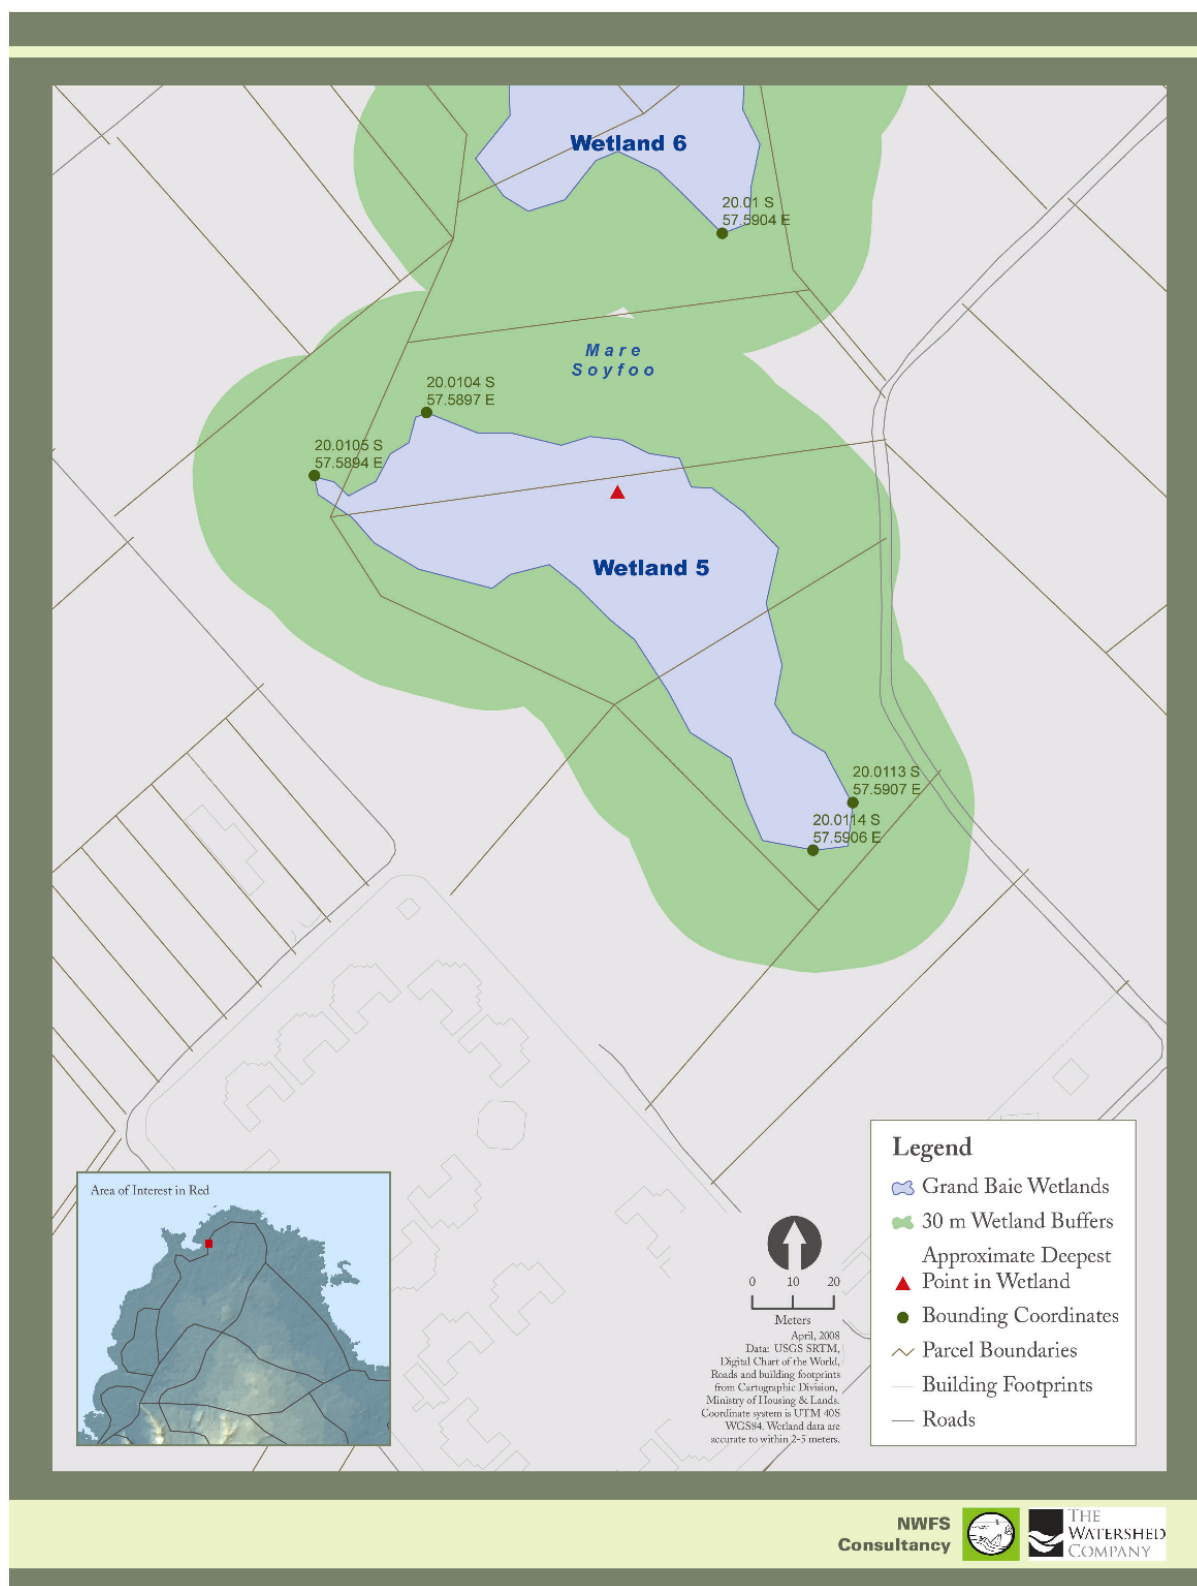 Wetland 6
20.01 S
57.5904 E
Mare
Soyfoo
20.0104 S
57.5897 E
20.0105 S
57.5894 E
Wetland 5
20.0113 S
57.5907 E
20.0114 S
57.5906 E
Area of Interest in Red
0 10 20
Meters
April, 2008
Data: USGS SRTM,
Digital Chart of the World,
Roads and building footprints
from Cartographic Division,
Ministry of Housing & Lands.
Coordinate system is UTM 40S
WGS84. Wetland data are
accurate to within 2-5 meters.
Legend
Grand Baie Wetlands
30 m Wetland Buffers
Approximate Deepest
Point in Wetland
Bounding Coordinates
Parcel Boundaries
Building Footprints
Roads
NWFS
Consultancy
THE
WATERSHED
COMPANY